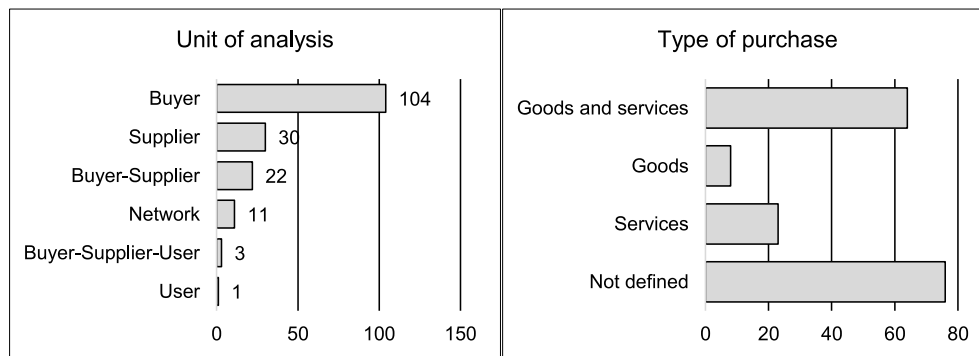 Unit of analysis
Buyer 104
Supplier 30
Buyer-Supplier 22
Network 11
Buyer-Supplier-User 3
User 1
0 50 100 150
Type of purchase
Goods and services
Goods
Services
Not defined
0 20 40 60 80